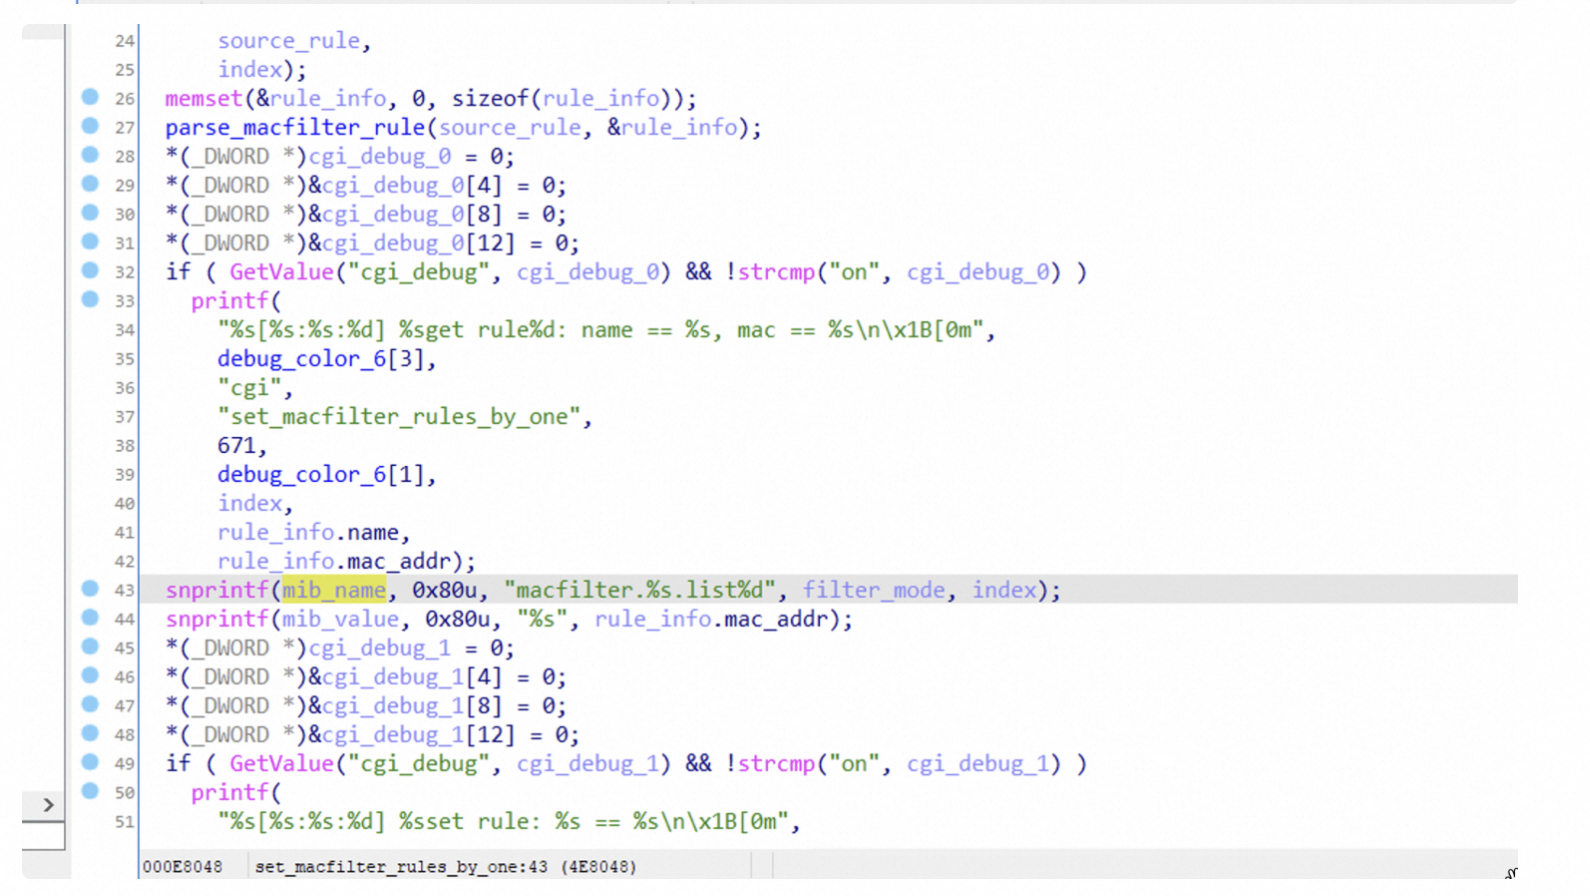 24 source_rule,
25 index);
26 memset(&rule_info, 0, sizeof(rule_info));
27 parse_macfilter_rule(source_rule, &rule_info);
28 *(_DWORD *)cgi_debug_0 = 0;
29 *(_DWORD *)&cgi_debug_0[4] = 0;
30 *(_DWORD *)&cgi_debug_0[8] = 0;
31 *(_DWORD *)&cgi_debug_0[12] = 0;
32 if ( GetValue("cgi_debug", cgi_debug_0) && !strcmp("on", cgi_debug_0) )
33 printf(
34 "%s[%s:%s:%d] %sget rule%d: name == %s, mac == %s\n\x1B[0m",
35 debug_color_6[3],
36 "cgi",
37 "set_macfilter_rules_by_one",
38 671,
39 debug_color_6[1],
40 index,
41 rule_info.name,
42 rule_info.mac_addr);
43 snprintf(mib_name, 0x80u, "macfilter.%s.list%d", filter_mode, index);
44 snprintf(mib_value, 0x80u, "%s", rule_info.mac_addr);
45 *(_DWORD *)cgi_debug_1 = 0;
46 *(_DWORD *)&cgi_debug_1[4] = 0;
47 *(_DWORD *)&cgi_debug_1[8] = 0;
48 *(_DWORD *)&cgi_debug_1[12] = 0;
49 if ( GetValue("cgi_debug", cgi_debug_1) && !strcmp("on", cgi_debug_1) )
50 printf(
51 "%s[%s:%s:%d] %sset rule: %s == %s\n\x1B[0m",
000E8048 set_macfilter_rules_by_one:43 (4E8048)